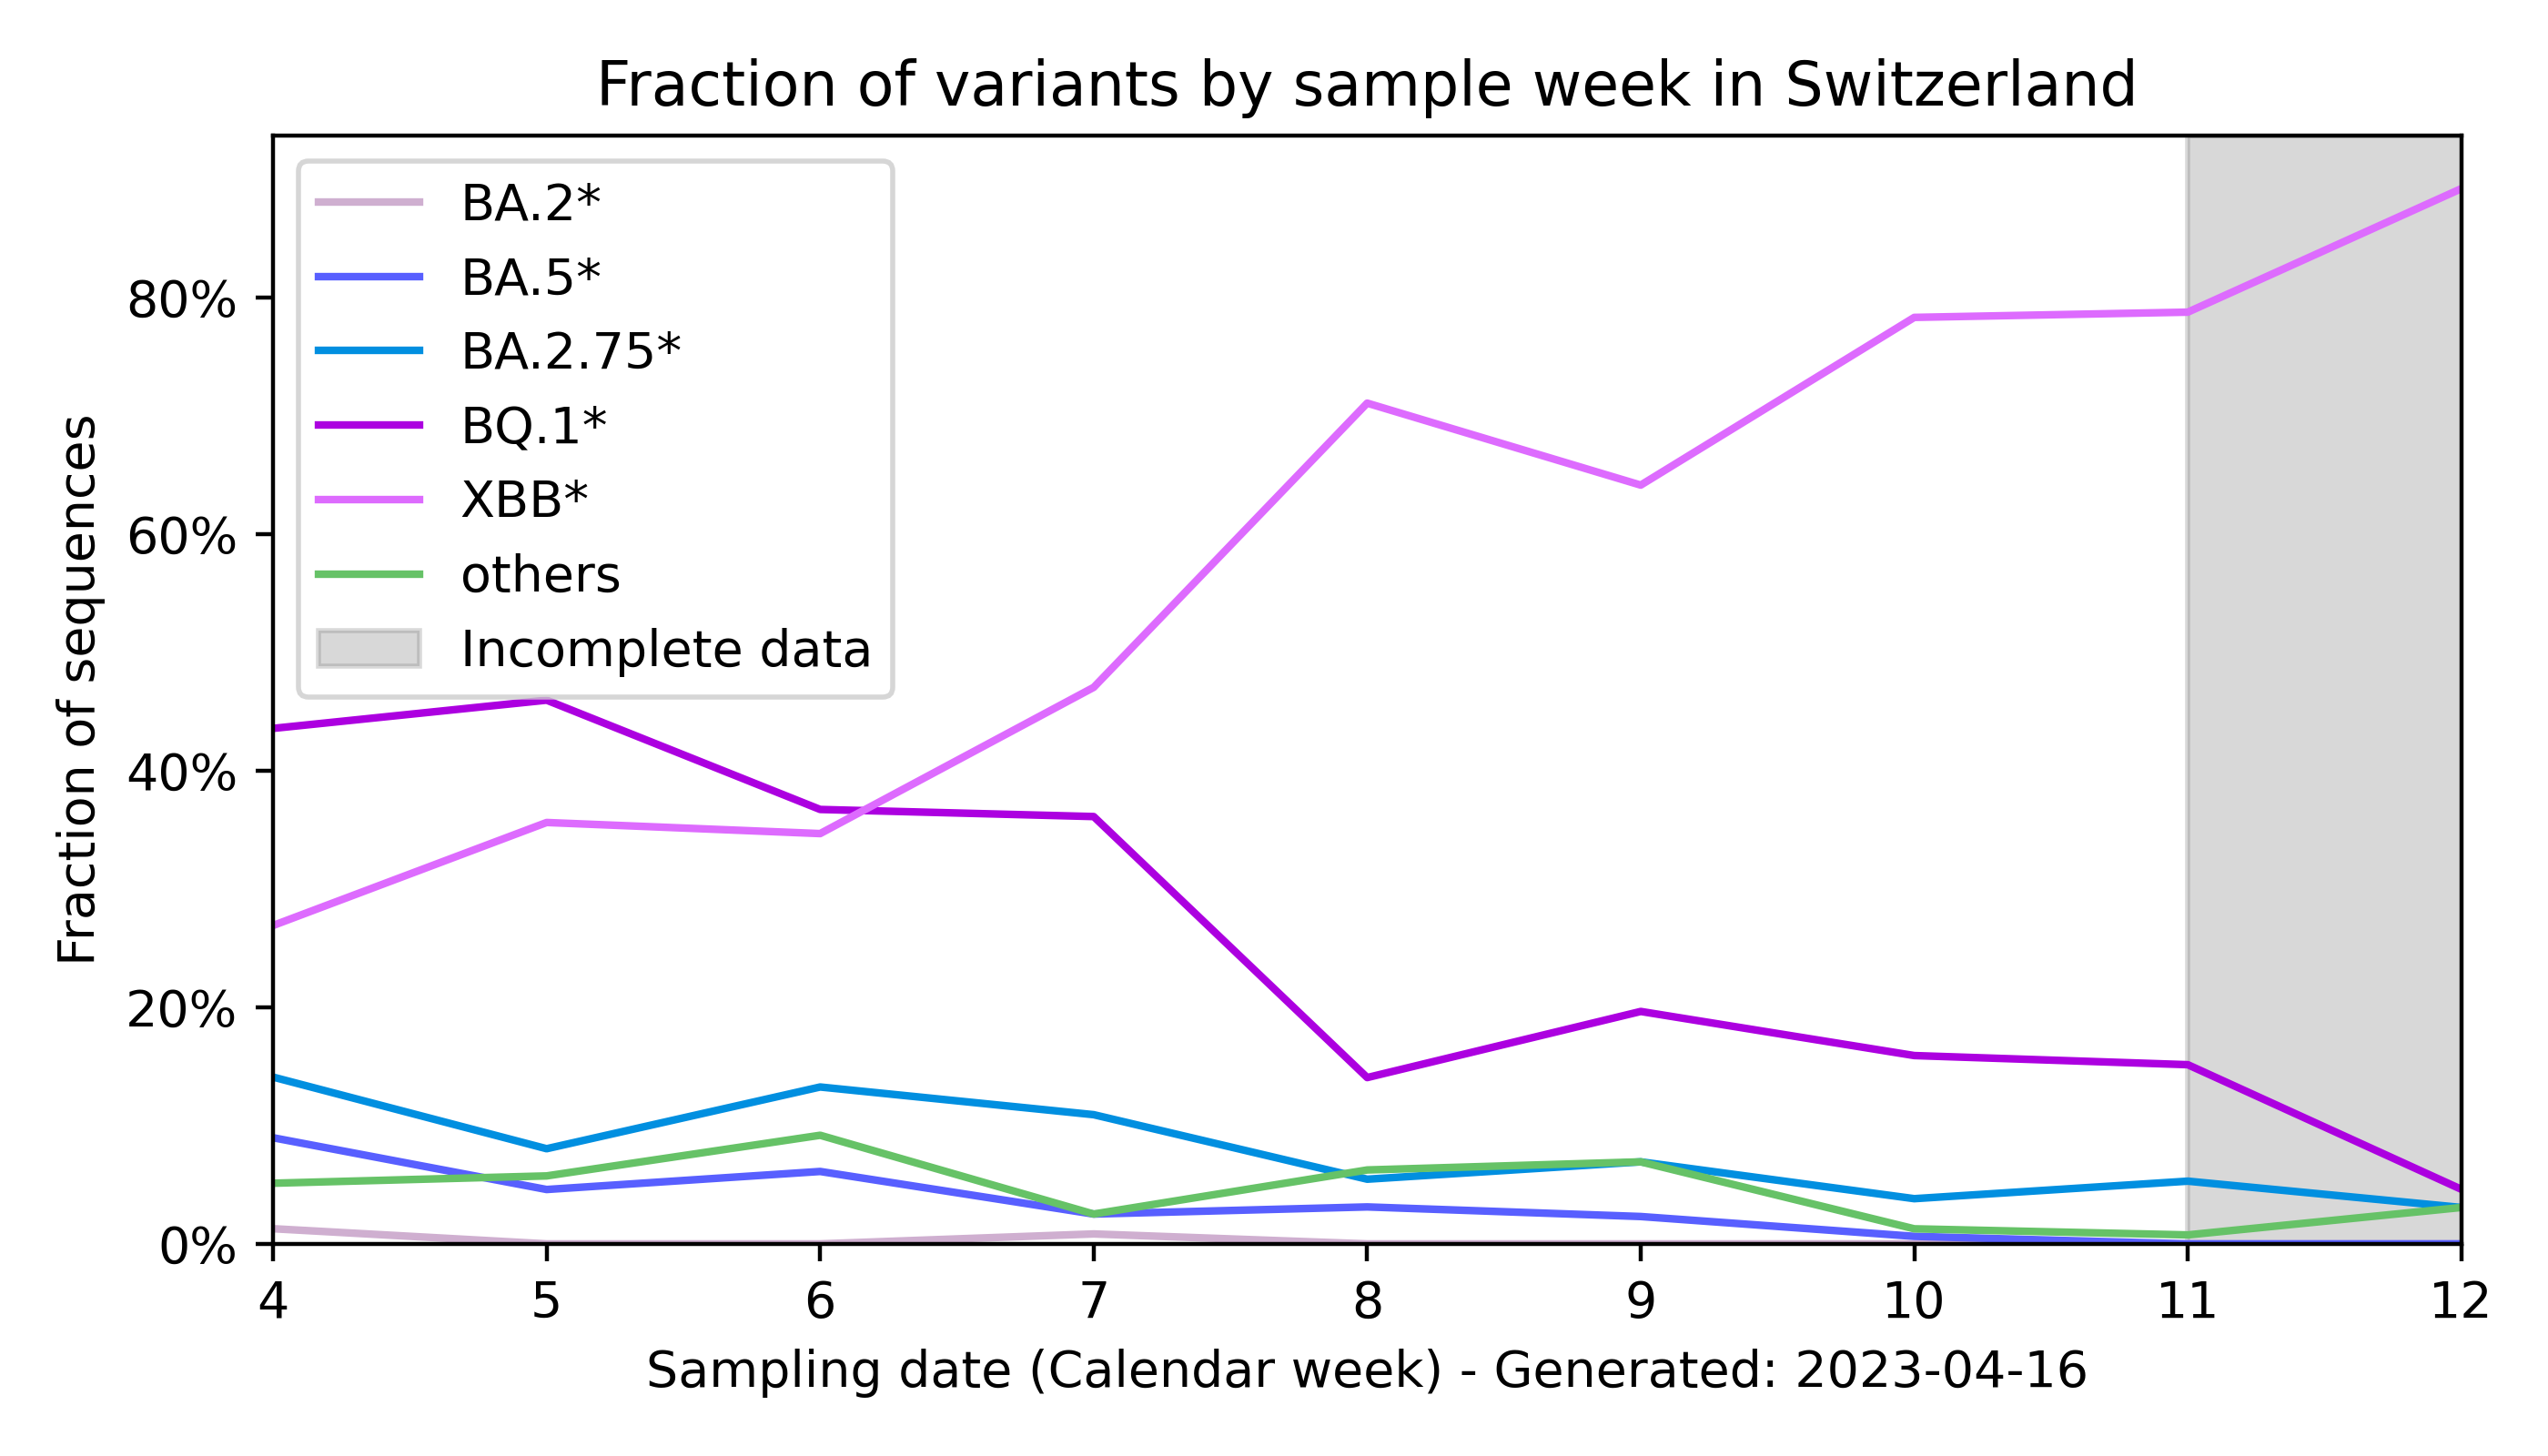 Fraction of variants by sample week in Switzerland
BA.2*
BA.5*
BA.2.75*
BQ.1*
XBB*
others
Incomplete data
Fraction of sequences
80%
60%
40%
20%
0%
4 5 6 7 8 9 10 11 12
Sampling date (Calendar week) - Generated: 2023-04-16